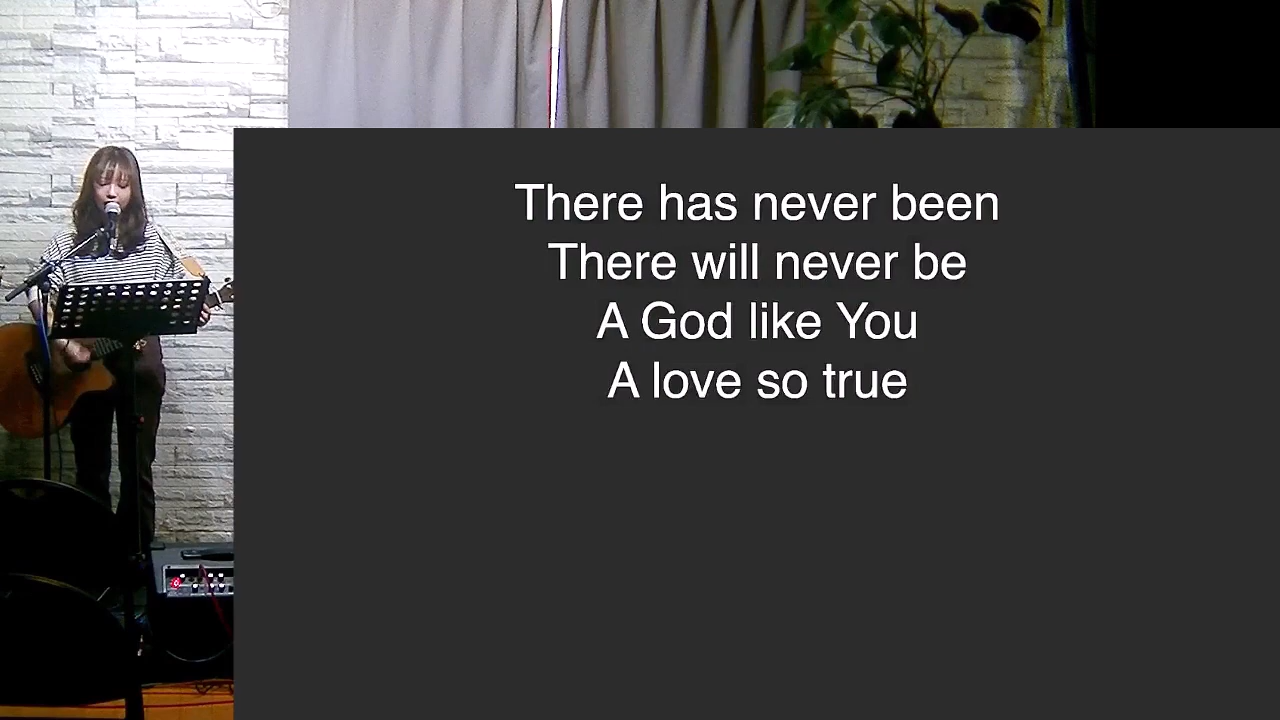 There has never been
There will never be
A God like You
A love so true